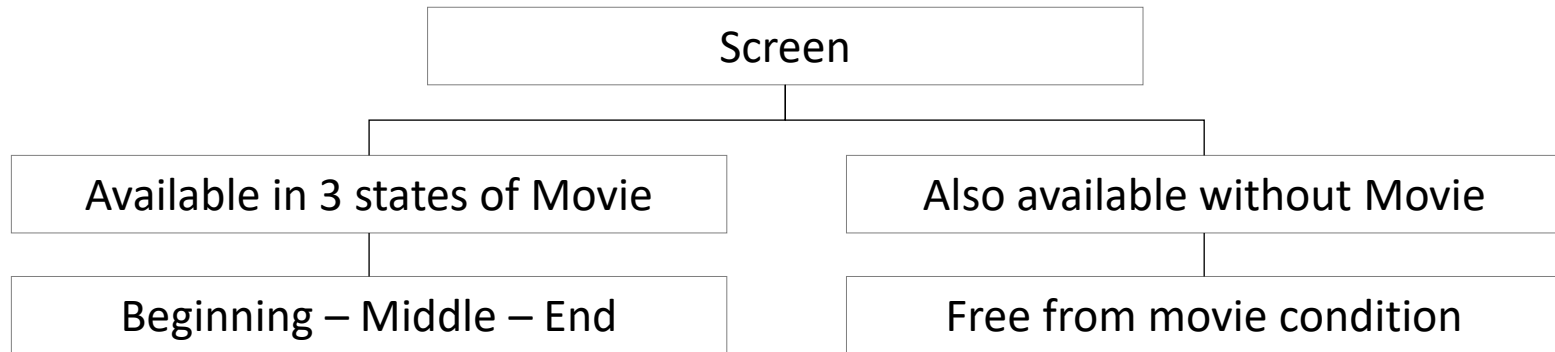 Screen
Available in 3 states of Movie
Also available without Movie
Beginning – Middle – End
Free from movie condition